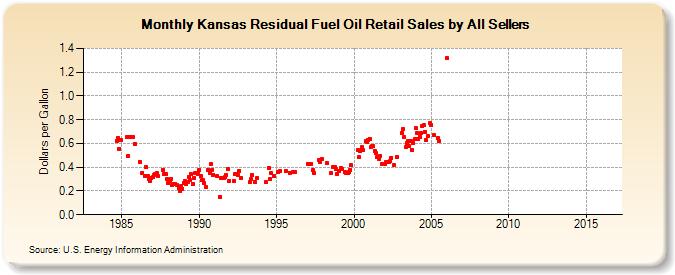 Monthly Kansas Residual Fuel Oil Retail Sales by All Sellers
Dollars per Gallon
1.4
1.2
1.0
0.8
0.6
0.4
0.2
0.0
1985 1990 1995 2000 2005 2010 2015
Source: U.S. Energy Information Administration